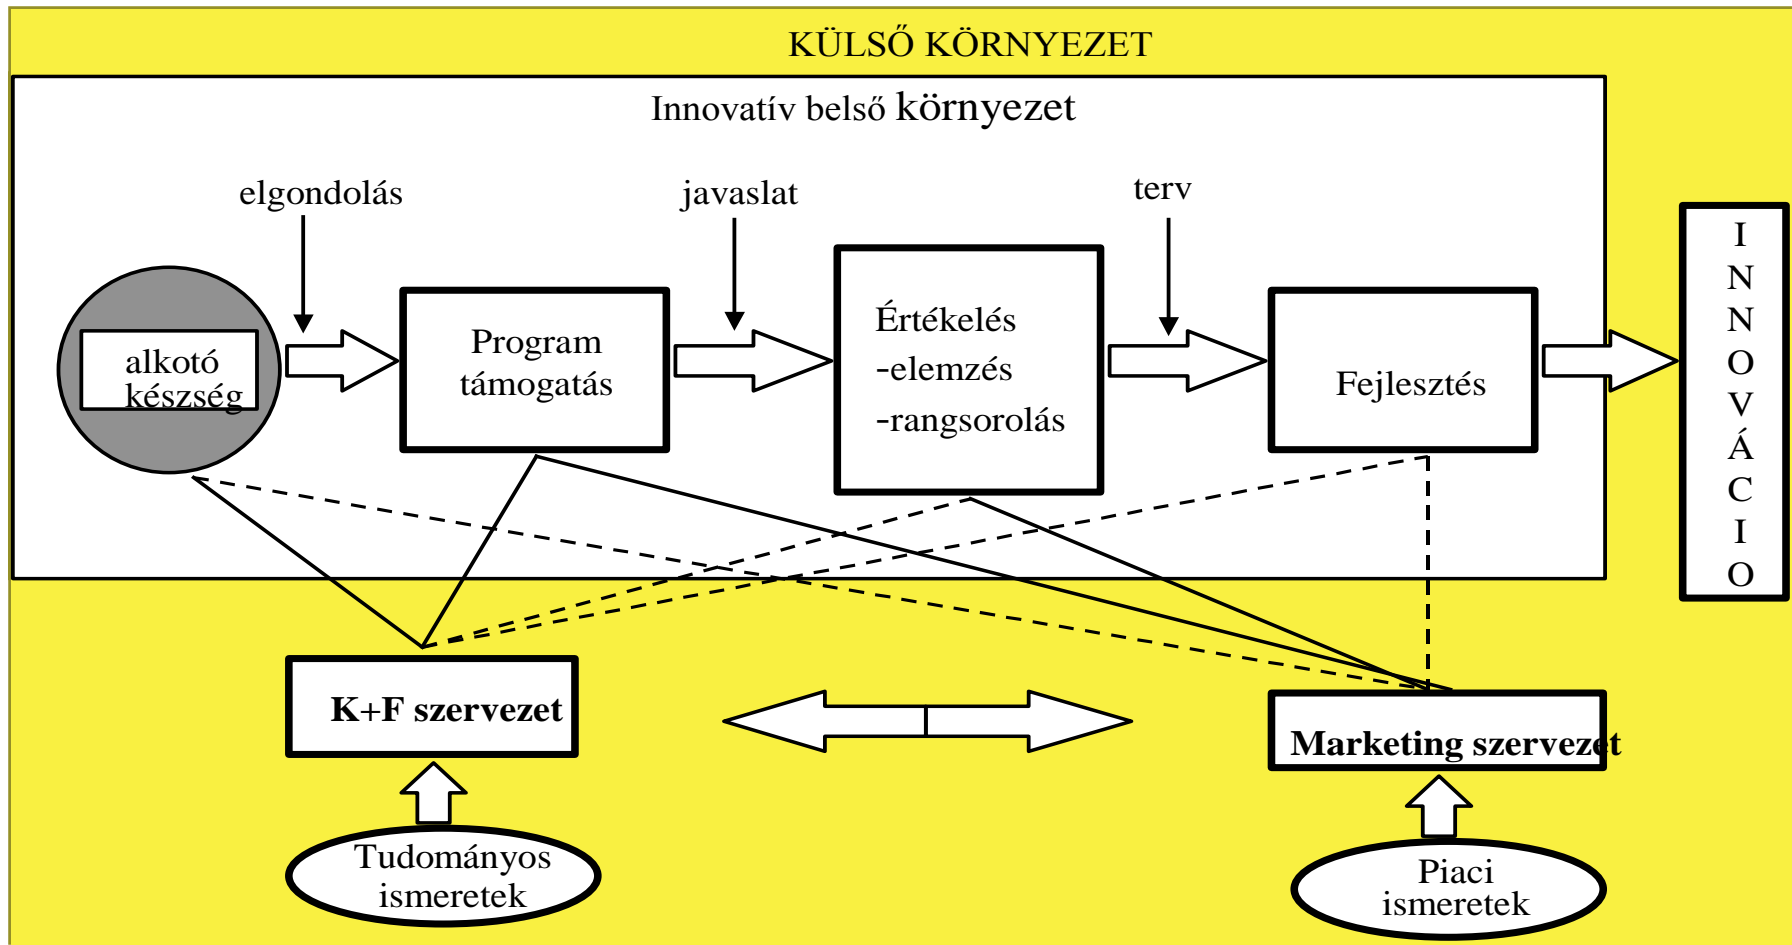 KÜLSŐ KÖRNYEZET
Innovatív belső környezet
elgondolás
javaslat
terv
alkotó
készség
Program
támogatás
Értékelés
-elemzés
-rangsorolás
Fejlesztés
I
N
N
O
V
Á
C
I
O
K+F szervezet
Marketing szervezet
Tudományos
ismeretek
Piaci
ismeretek